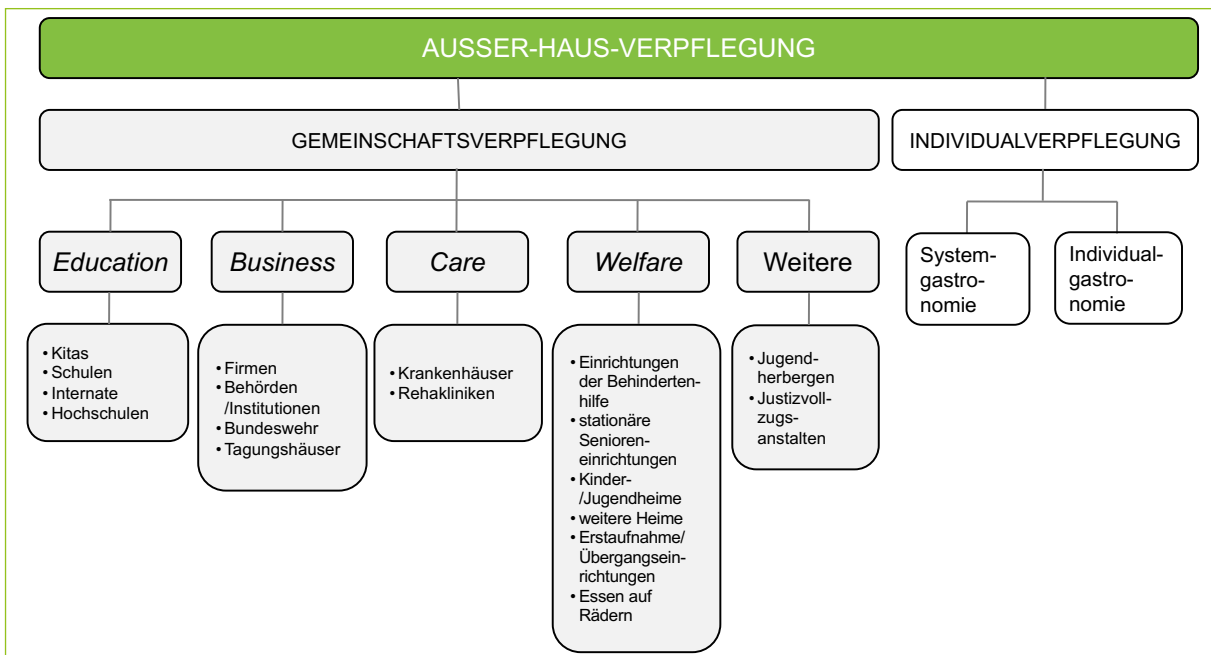 AUSSER-HAUS-VERPFLEGUNG
GEMEINSCHAFTSVERPFLEGUNG
INDIVIDUALVERPFLEGUNG
Education
Business
Care
Welfare
Weitere
System-
gastro-
nomie
Individual-
gastro-
nomie
• Kitas
• Schulen
• Internate
• Hochschulen
• Firmen
• Behörden
/Institutionen
• Bundeswehr
• Tagungshäuser
• Krankenhäuser
• Rehakliniken
• Einrichtungen
der Behinderten-
hilfe
• stationäre
Senioren-
einrichtungen
• Kinder-
/Jugendheime
• weitere Heime
• Erstaufnahme/
Übergangsein-
richtungen
• Essen auf
Rädern
• Jugend-
herbergen
• Justizvoll-
zugs-
anstalten